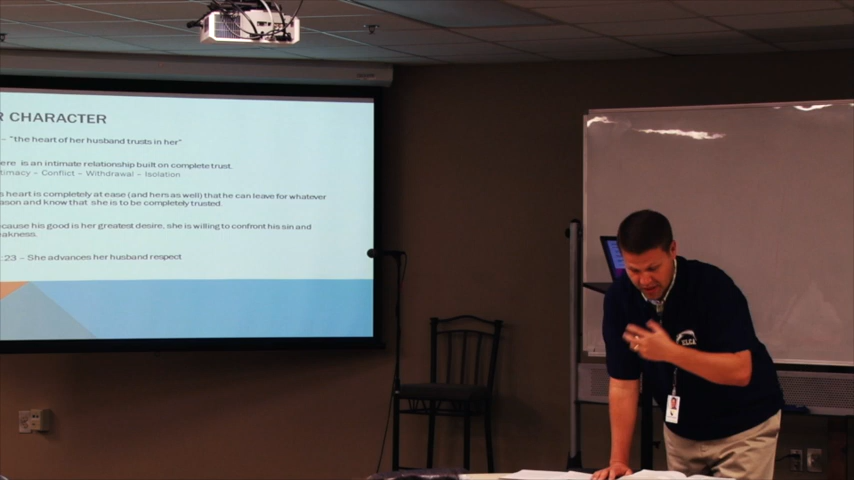 R CHARACTER
– "the heart of her husband trusts in her"
ere is an intimate relationship built on complete trust.
timacy – Conflict – Withdrawal – Isolation
s heart is completely at ease (and hers as well) that he can leave for whatever
ason and know that she is to be completely trusted.
cause his good is her greatest desire, she is willing to confront his sin and
eakness.
:23 – She advances her husband respect